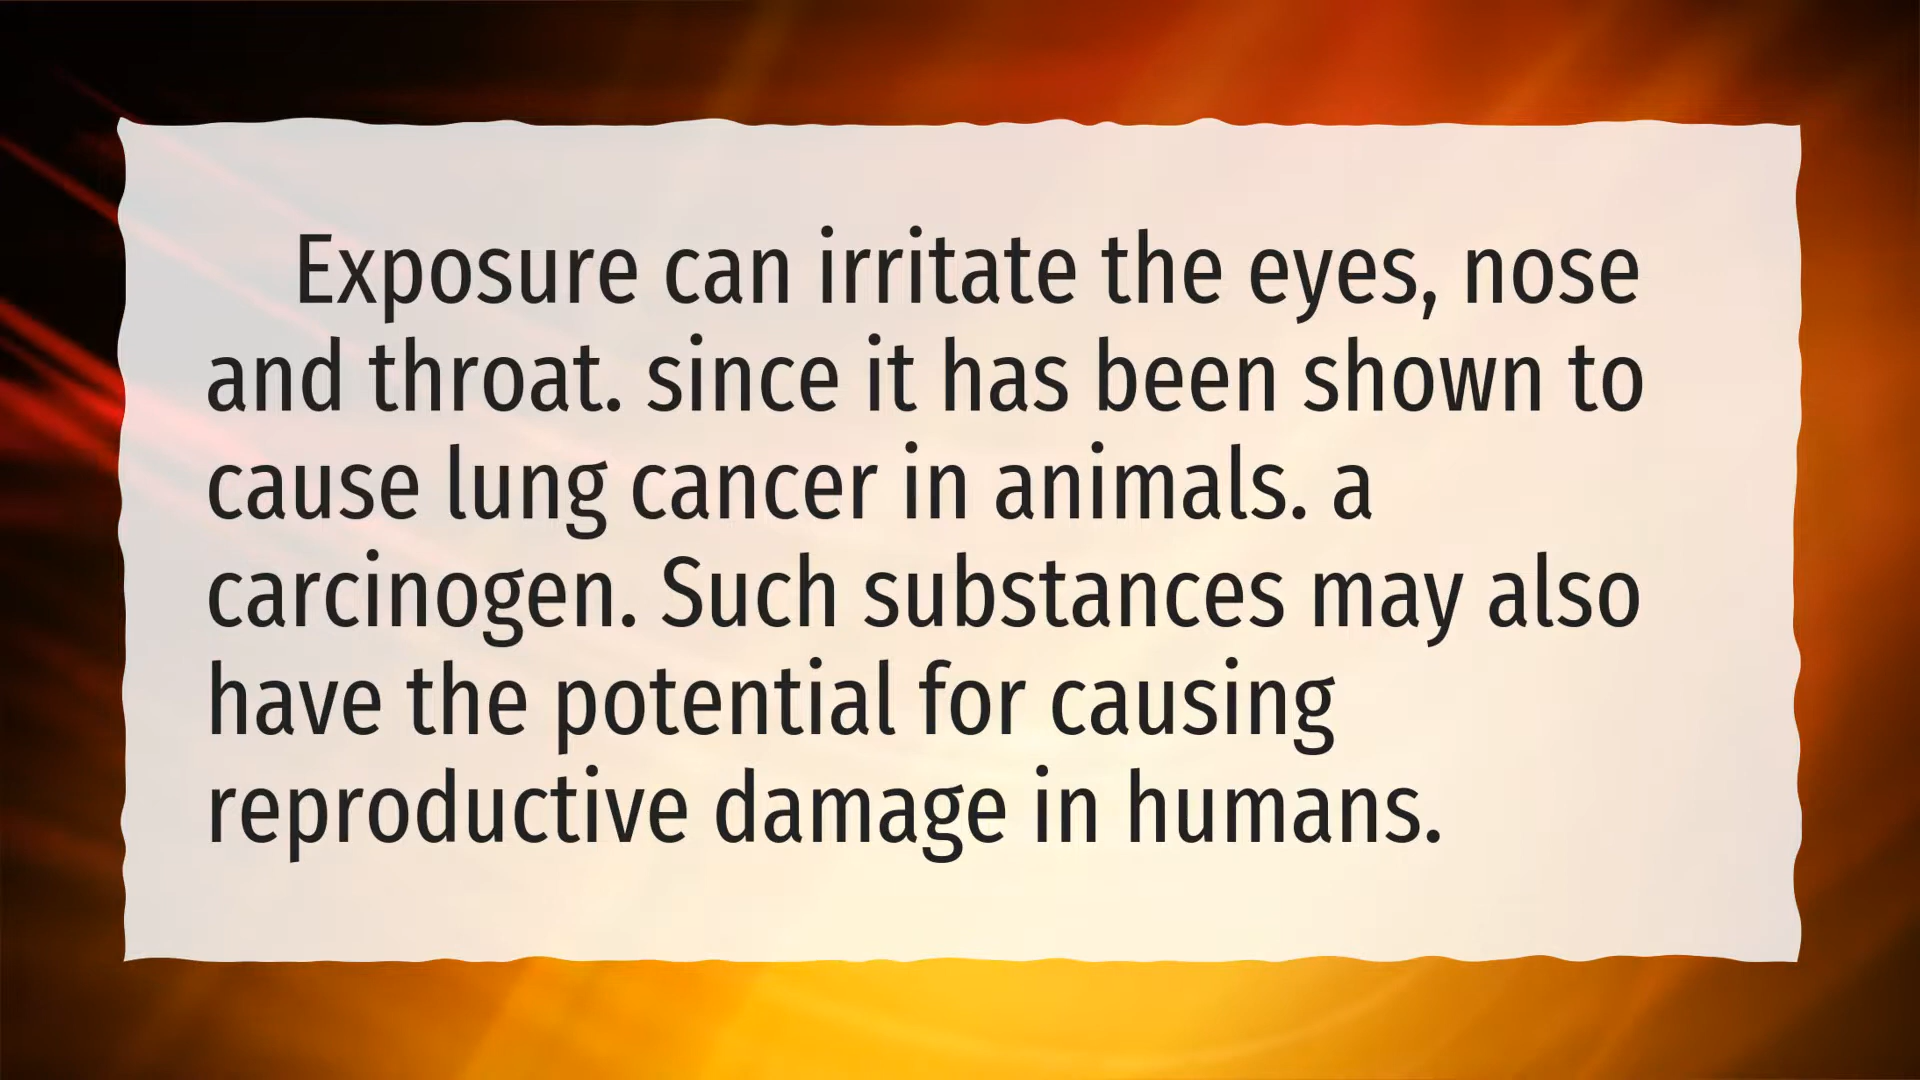 Exposure can irritate the eyes, nose
and throat. since it has been shown to
cause lung cancer in animals. a
carcinogen. Such substances may also
have the potential for causing
reproductive damage in humans.